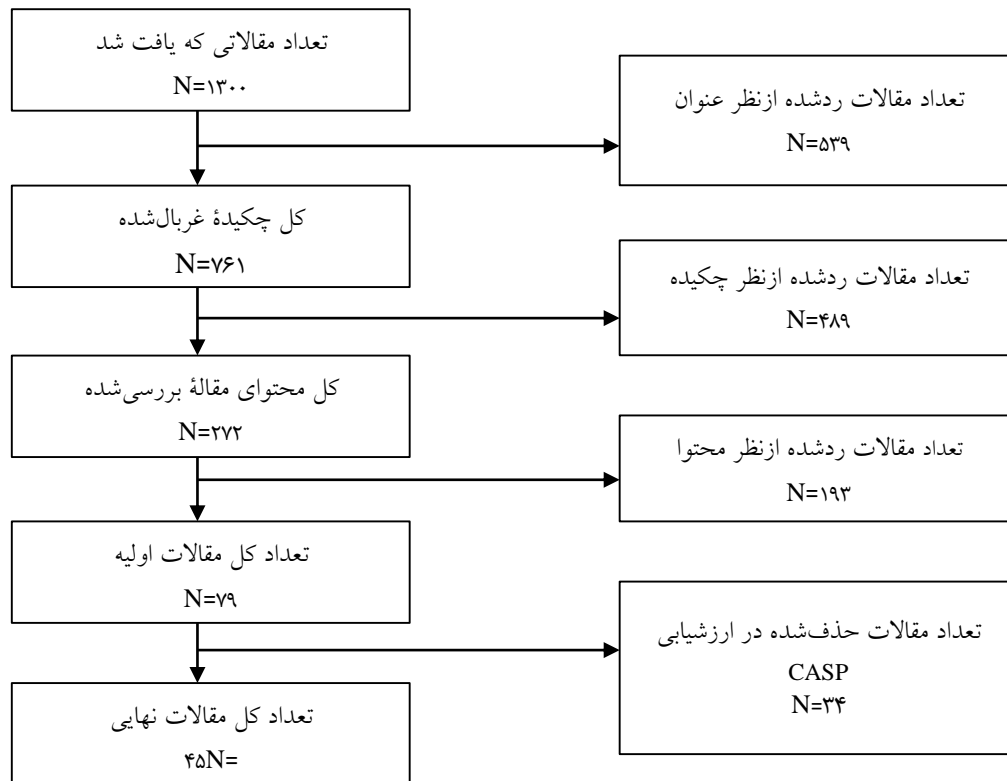 تعداد مقالاتی که یافت شد
N=۱۳۰۰
تعداد مقالات ردشده ازنظر عنوان
N=۵۳۹
کل چکیدۀ غربال‌شده
N=۷۶۱
تعداد مقالات ردشده ازنظر چکیده
N=۴۸۹
کل محتوای مقالۀ بررسی‌شده
N=۲۷۲
تعداد مقالات ردشده ازنظر محتوا
N=۱۹۳
تعداد کل مقالات اولیه
N=۷۹
تعداد مقالات حذف‌شده در ارزشیابی
CASP
N=۳۴
تعداد کل مقالات نهایی
۴۵N=